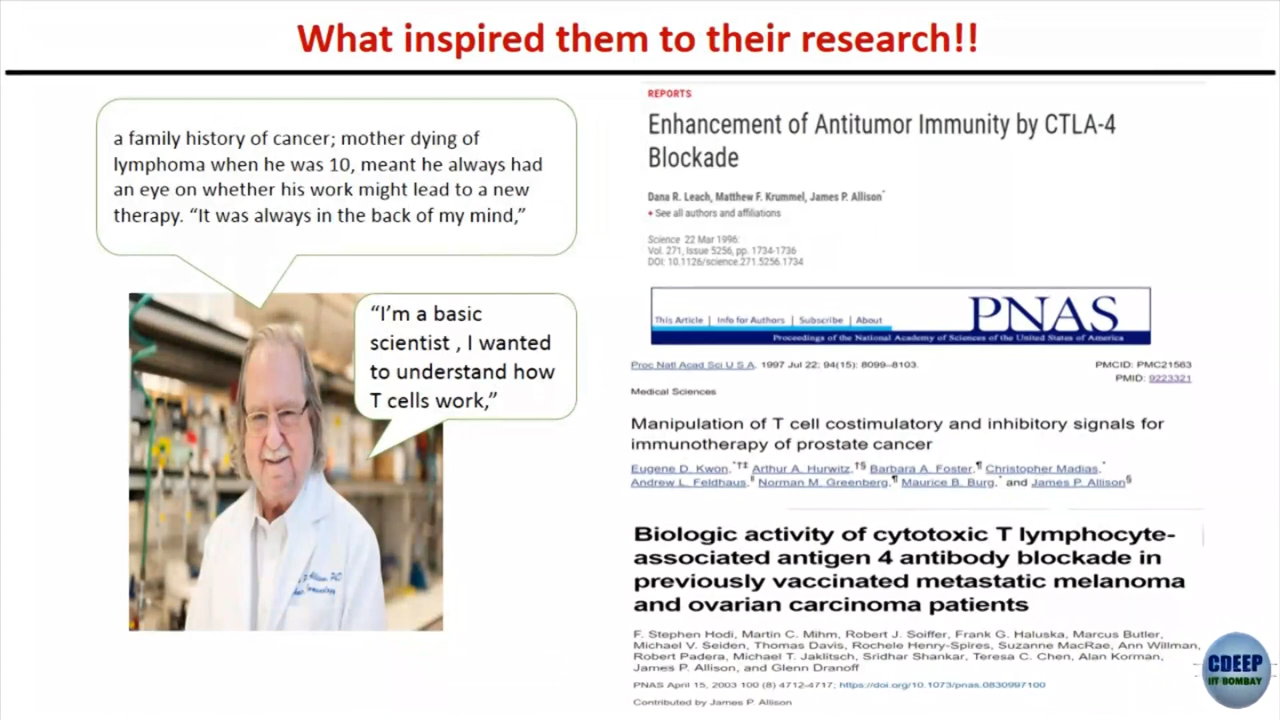 What inspired them to their research!!
a family history of cancer; mother dying of
lymphoma when he was 10, meant he always had
an eye on whether his work might lead to a new
therapy. “It was always in the back of my mind,”
“I’m a basic
scientist , I wanted
to understand how
T cells work,”
REPORTS
Enhancement of Antitumor Immunity by CTLA-4
Blockade
Dana R. Leach, Matthew F. Krummel, James P. Allison*
+ See all authors and affiliations
Science 22 Mar 1996:
Vol. 271, Issue 5256, pp. 1734-1736
DOI: 10.1126/science.271.5256.1734
PNAS
This Article | Info for Authors | Subscribe | About
Proceedings of the National Academy of Sciences of the United States of America
Proc Natl Acad Sci U S A. 1997 Jul 22; 94(15): 8099–8103.
PMCID: PMC21563
PMID: 9223321
Medical Sciences
Manipulation of T cell costimulatory and inhibitory signals for
immunotherapy of prostate cancer
Eugene D. Kwon,*†‡ Arthur A. Hurwitz,†§ Barbara A. Foster,¶ Christopher Madias,*
Andrew L. Feldhaus,‖ Norman M. Greenberg,¶ Maurice B. Burg,* and James P. Allison§
Biologic activity of cytotoxic T lymphocyte-
associated antigen 4 antibody blockade in
previously vaccinated metastatic melanoma
and ovarian carcinoma patients
F. Stephen Hodi, Martin C. Mihm, Robert J. Soiffer, Frank G. Haluska, Marcus Butler,
Michael V. Seiden, Thomas Davis, Rochele Henry-Spires, Suzanne MacRae, Ann Willman,
Robert Padera, Michael T. Jaklitsch, Sridhar Shankar, Teresa C. Chen, Alan Korman,
James P. Allison, and Glenn Dranoff
PNAS April 15, 2003 100 (8) 4712-4717; https://doi.org/10.1073/pnas.0830997100
Contributed by James P. Allison
CDEEP
IIT BOMBAY